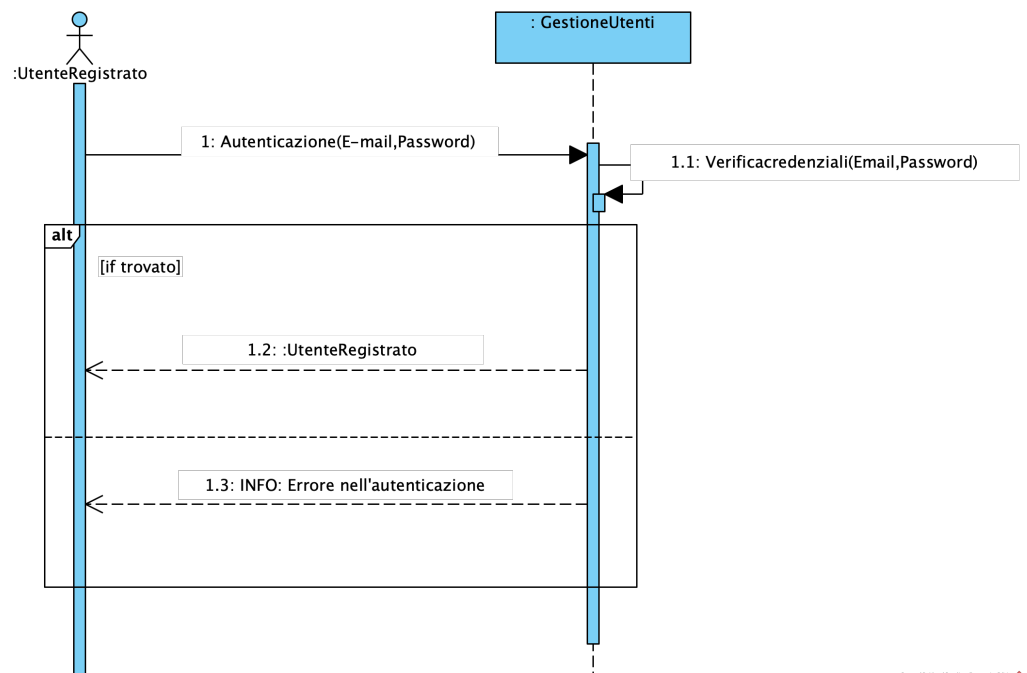 : GestioneUtenti
:UtenteRegistrato
1: Autenticazione(E-mail,Password)
1.1: Verificacredenziali(Email,Password)
alt
[if trovato]
1.2: :UtenteRegistrato
1.3: INFO: Errore nell'autenticazione